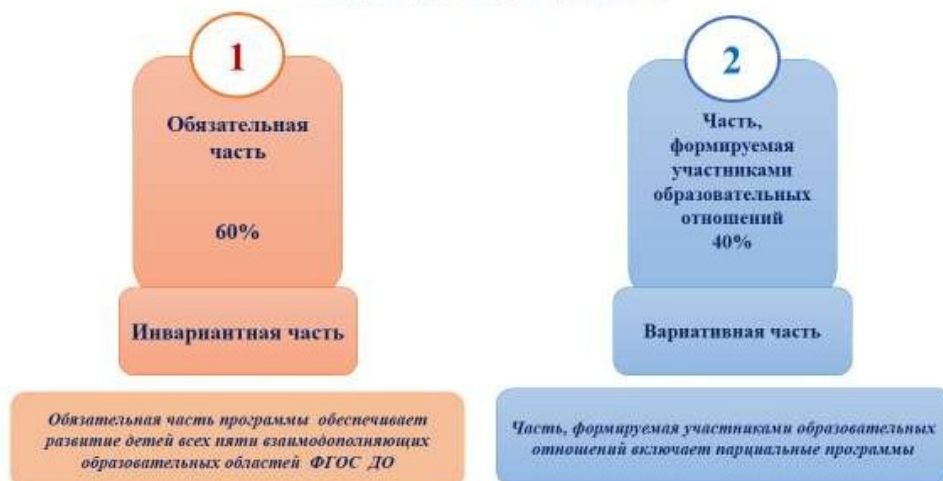 1
Обязательная
часть
60%
Инвариантная часть
Обязательная часть программы обеспечивает
развитие детей всех пяти взаимодополняющих
образовательных областей ФГОС ДО
2
Часть,
формируемая
участниками
образовательных
отношений
40%
Вариативная часть
Часть, формируемая участниками образовательных
отношений включает парциальные программы